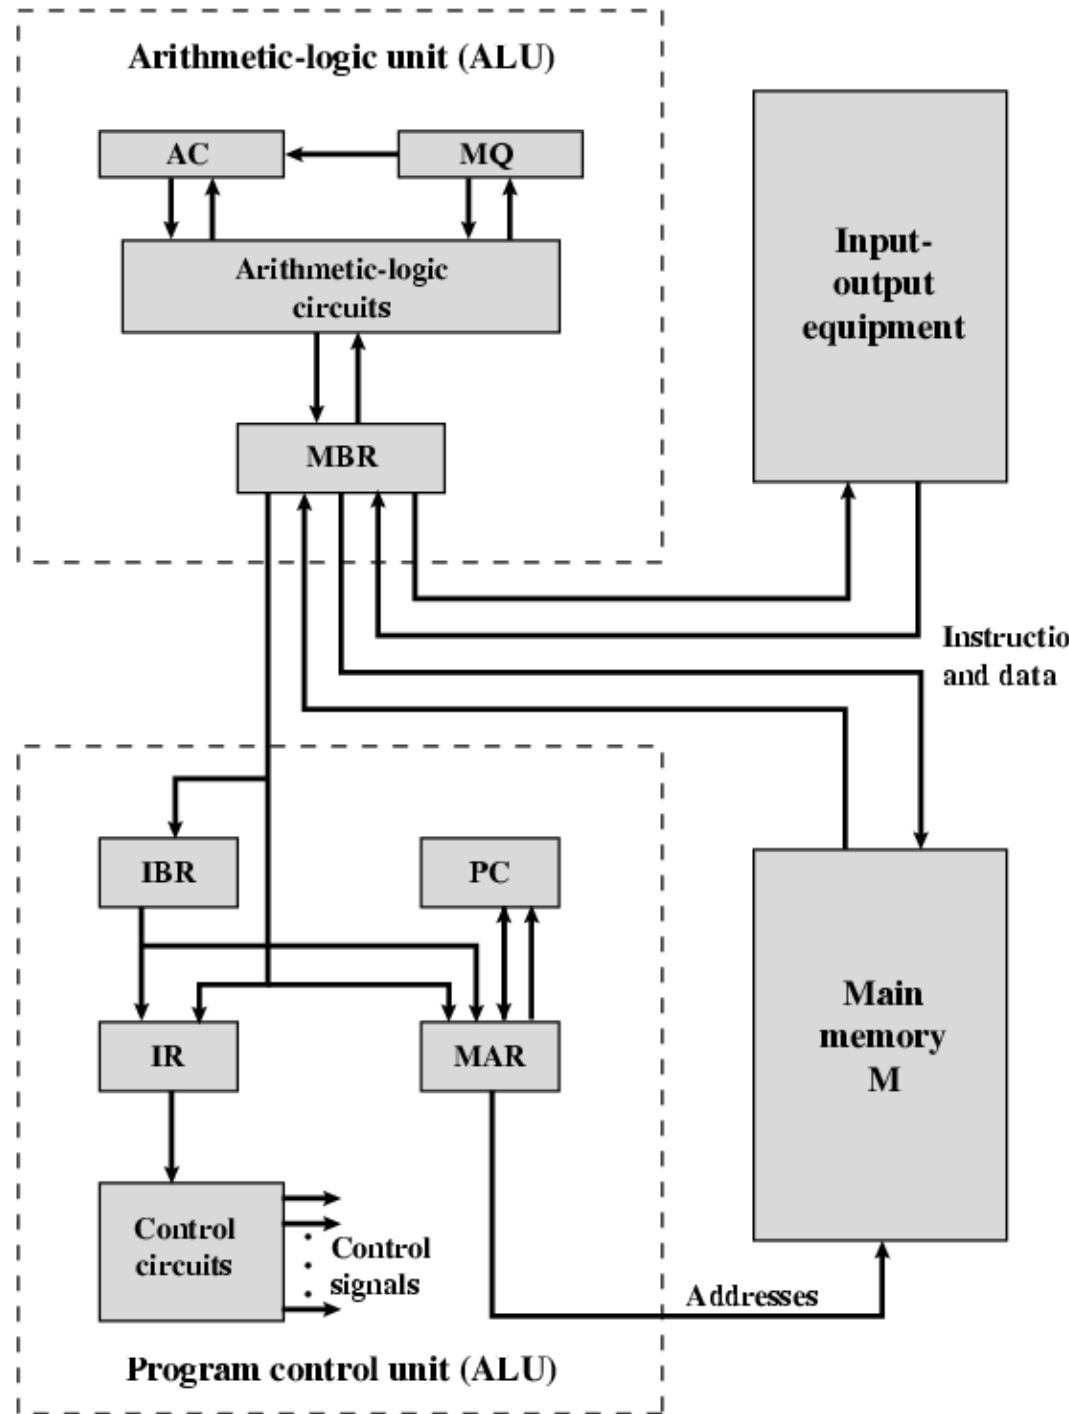 Arithmetic-logic unit (ALU)
AC
MQ
Arithmetic-logic
circuits
MBR
Input-
output
equipment
Instructio
and data
IBR
PC
IR
MAR
Main
memory
M
Control
circuits
Control
signals
Addresses
Program control unit (ALU)